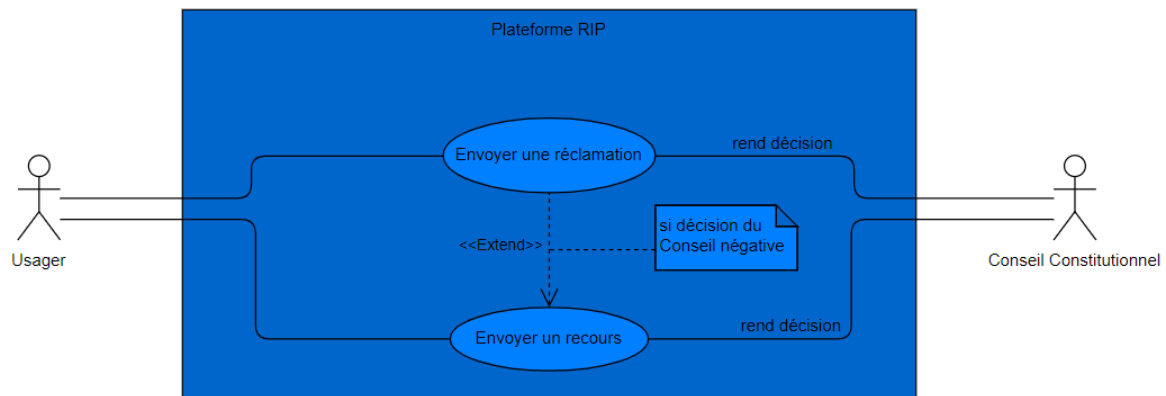 Plateforme RIP
Envoyer une réclamation
rend décision
si décision du
Conseil négative
<<Extend>>
Usager
Conseil Constitutionnel
Envoyer un recours
rend décision